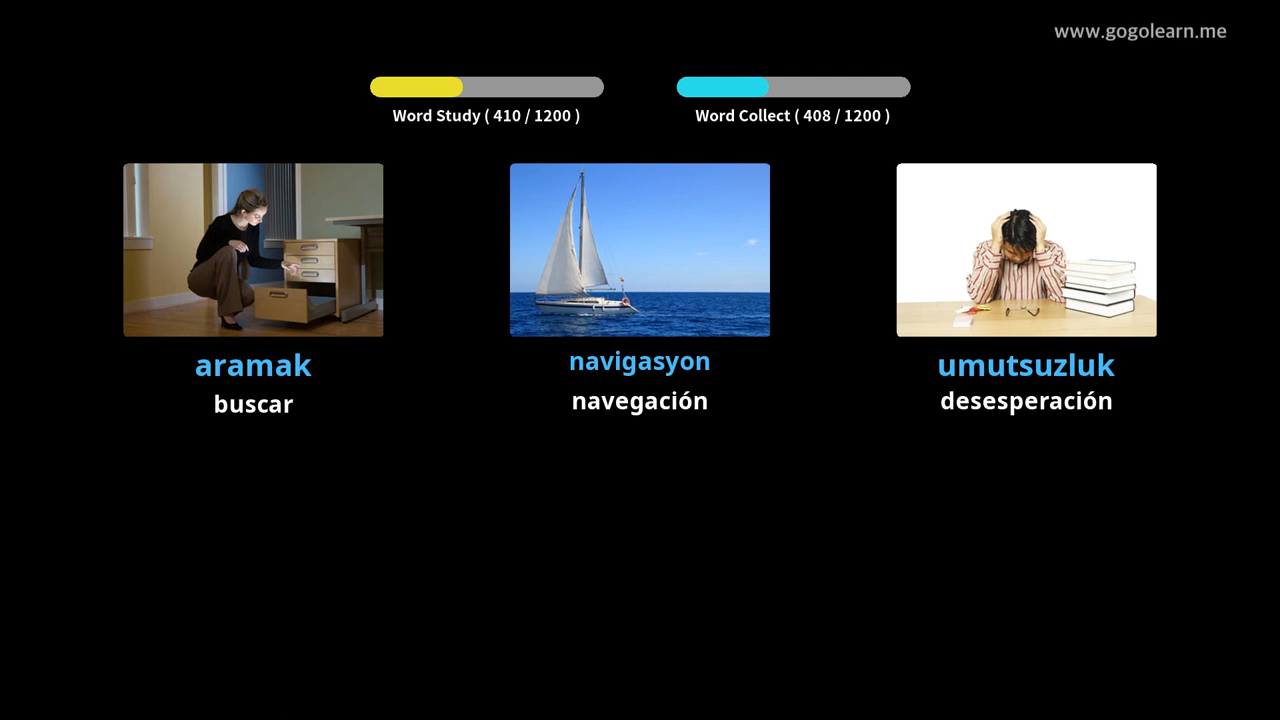 www.gogolearn.me
Word Study ( 410 / 1200 )
Word Collect ( 408 / 1200 )
aramak
buscar
navigasyon
navegación
umutsuzluk
desesperación